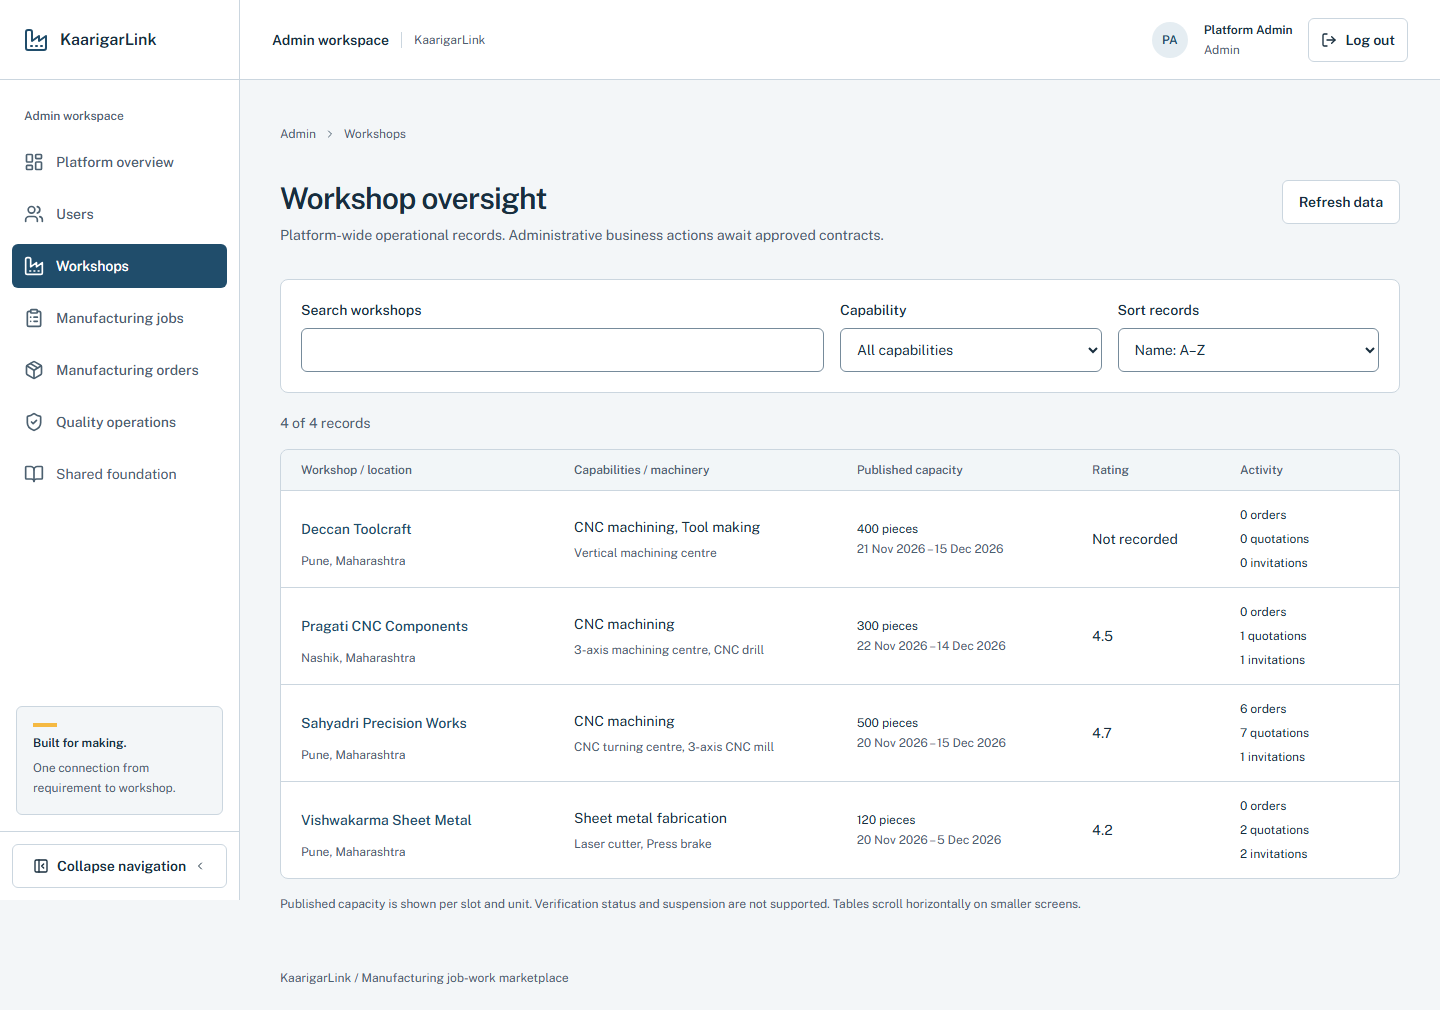 KaarigarLink
Admin workspace
KaarigarLink
PA
Platform Admin
Admin
Log out
Admin workspace
Platform overview
Users
Workshops
Manufacturing jobs
Manufacturing orders
Quality operations
Shared foundation
Built for making.
One connection from
requirement to workshop.
Collapse navigation
Admin > Workshops
Workshop oversight
Platform-wide operational records. Administrative business actions await approved contracts.
Refresh data
Search workshops
Capability
All capabilities
Sort records
Name: A–Z
4 of 4 records
Workshop / location
Capabilities / machinery
Published capacity
Rating
Activity
Deccan Toolcraft
Pune, Maharashtra
CNC machining, Tool making
Vertical machining centre
400 pieces
21 Nov 2026 – 15 Dec 2026
Not recorded
0 orders
0 quotations
0 invitations
Pragati CNC Components
Nashik, Maharashtra
CNC machining
3-axis machining centre, CNC drill
300 pieces
22 Nov 2026 – 14 Dec 2026
4.5
0 orders
1 quotations
1 invitations
Sahyadri Precision Works
Pune, Maharashtra
CNC machining
CNC turning centre, 3-axis CNC mill
500 pieces
20 Nov 2026 – 15 Dec 2026
4.7
6 orders
7 quotations
1 invitations
Vishwakarma Sheet Metal
Pune, Maharashtra
Sheet metal fabrication
Laser cutter, Press brake
120 pieces
20 Nov 2026 – 5 Dec 2026
4.2
0 orders
2 quotations
2 invitations
Published capacity is shown per slot and unit. Verification status and suspension are not supported. Tables scroll horizontally on smaller screens.
KaarigarLink / Manufacturing job-work marketplace